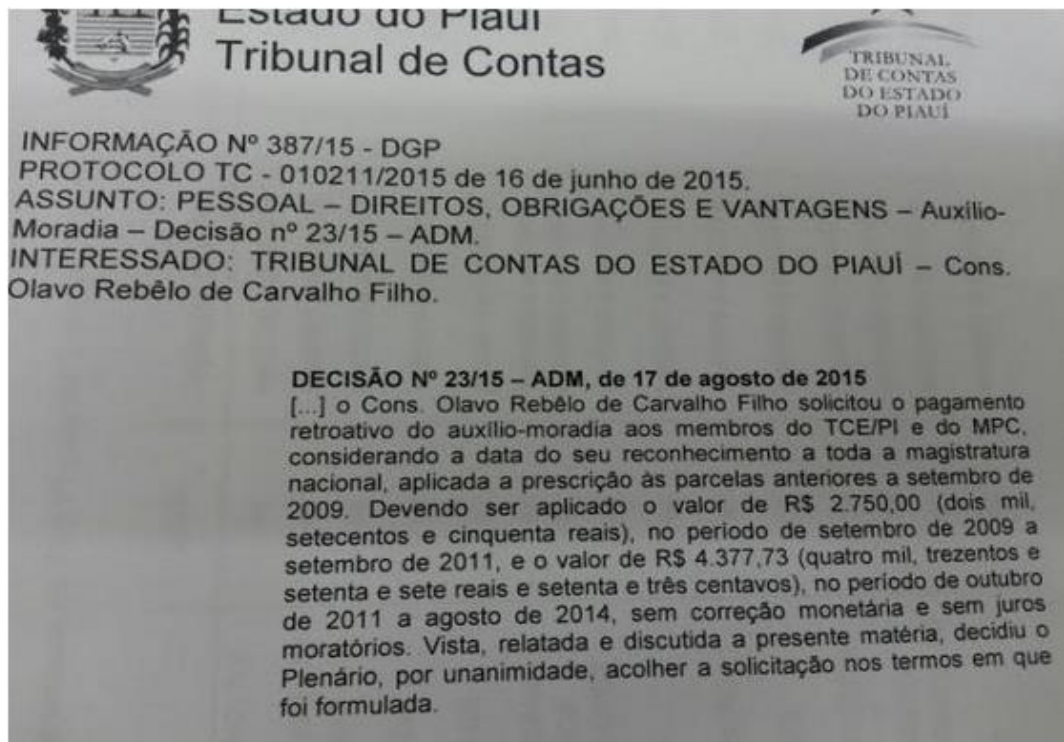 Estado do Piauí
Tribunal de Contas
TRIBUNAL
DE CONTAS
DO ESTADO
DO PIAUÍ
INFORMAÇÃO Nº 387/15 - DGP
PROTOCOLO TC - 010211/2015 de 16 de junho de 2015.
ASSUNTO: PESSOAL – DIREITOS, OBRIGAÇÕES E VANTAGENS – Auxílio-
Moradia – Decisão nº 23/15 – ADM.
INTERESSADO: TRIBUNAL DE CONTAS DO ESTADO DO PIAUÍ – Cons.
Olavo Rebêlo de Carvalho Filho.
DECISÃO Nº 23/15 – ADM, de 17 de agosto de 2015
[...] o Cons. Olavo Rebêlo de Carvalho Filho solicitou o pagamento
retroativo do auxílio-moradia aos membros do TCE/PI e do MPC,
considerando a data do seu reconhecimento a toda a magistratura
nacional, aplicada a prescrição às parcelas anteriores a setembro de
2009. Devendo ser aplicado o valor de R$ 2.750,00 (dois mil,
setecentos e cinquenta reais), no período de setembro de 2009 a
setembro de 2011, e o valor de R$ 4.377,73 (quatro mil, trezentos e
setenta e sete reais e setenta e três centavos), no período de outubro
de 2011 a agosto de 2014, sem correção monetária e sem juros
moratórios. Vista, relatada e discutida a presente matéria, decidiu o
Plenário, por unanimidade, acolher a solicitação nos termos em que
foi formulada.